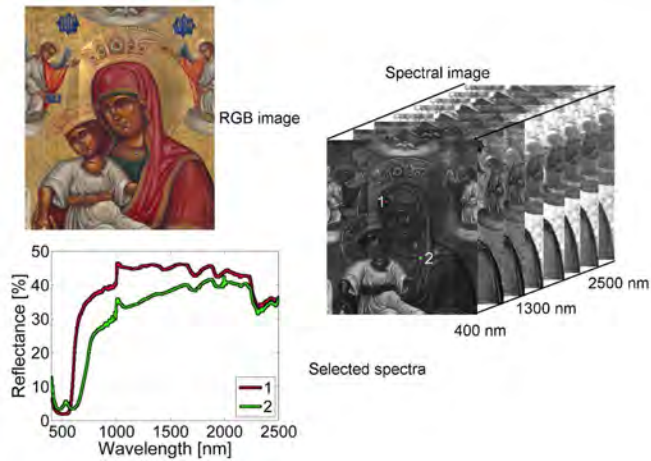 RGB image
Spectral image
1
2
400 nm
1300 nm
2500 nm
Selected spectra
Reflectance [%]
50
40
30
20
10
0
500
1000
1500
2000
2500
Wavelength [nm]
1
2